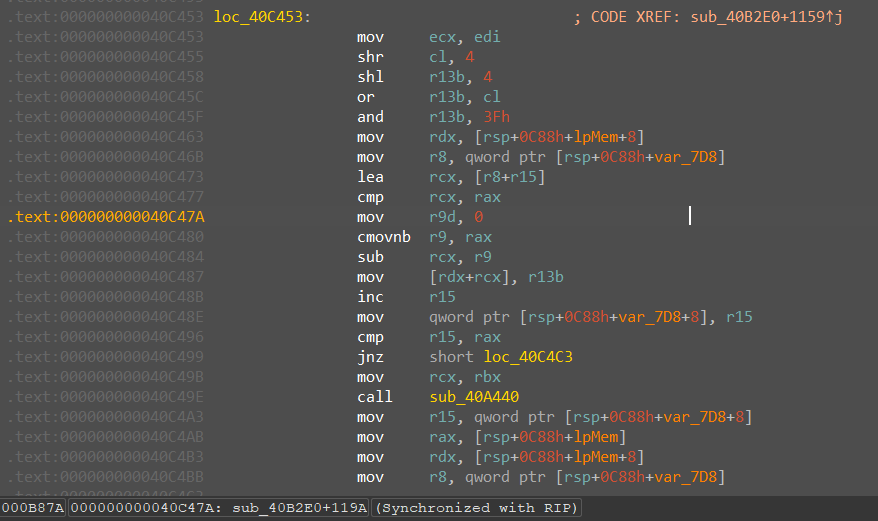 .text:000000000040C453 loc_40C453: ; CODE XREF: sub_40B2E0+1159↑j
.text:000000000040C453 mov ecx, edi
.text:000000000040C455 shr cl, 4
.text:000000000040C458 shl r13b, 4
.text:000000000040C45C or r13b, cl
.text:000000000040C45F and r13b, 3Fh
.text:000000000040C463 mov rdx, [rsp+0C88h+lpMem+8]
.text:000000000040C46B mov r8, qword ptr [rsp+0C88h+var_7D8]
.text:000000000040C473 lea rcx, [r8+r15]
.text:000000000040C477 cmp rcx, rax
.text:000000000040C47A mov r9d, 0
.text:000000000040C480 cmovnb r9, rax
.text:000000000040C484 sub rcx, r9
.text:000000000040C487 mov [rdx+rcx], r13b
.text:000000000040C48B inc r15
.text:000000000040C48E mov qword ptr [rsp+0C88h+var_7D8+8], r15
.text:000000000040C496 cmp r15, rax
.text:000000000040C499 jnz short loc_40C4C3
.text:000000000040C49B mov rcx, rbx
.text:000000000040C49E call sub_40A440
.text:000000000040C4A3 mov r15, qword ptr [rsp+0C88h+var_7D8+8]
.text:000000000040C4AB mov rax, [rsp+0C88h+lpMem]
.text:000000000040C4B3 mov rdx, [rsp+0C88h+lpMem+8]
.text:000000000040C4BB mov r8, qword ptr [rsp+0C88h+var_7D8]
000B87A 000000000040C47A: sub_40B2E0+119A (Synchronized with RIP)